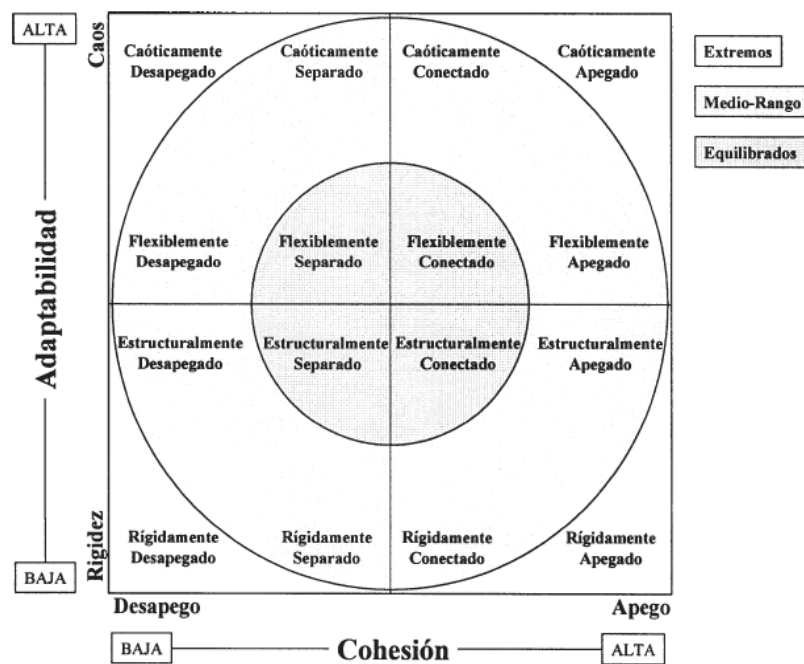 ALTA
Caos
Caóticamente
Desapegado
Caóticamente
Separado
Caóticamente
Conectado
Caóticamente
Apegado
Extremos
Medio-Rango
Equilibrados
Adaptabilidad
Flexiblemente
Desapegado
Flexiblemente
Separado
Flexiblemente
Conectado
Flexiblemente
Apegado
Estructuralmente
Desapegado
Estructuralmente
Separado
Estructuralmente
Conectado
Estructuralmente
Apegado
Rígidamente
Desapegado
Rígidamente
Separado
Rígidamente
Conectado
Rígidamente
Apegado
Rigidez
BAJA
Desapego
Apego
BAJA
Cohesión
ALTA